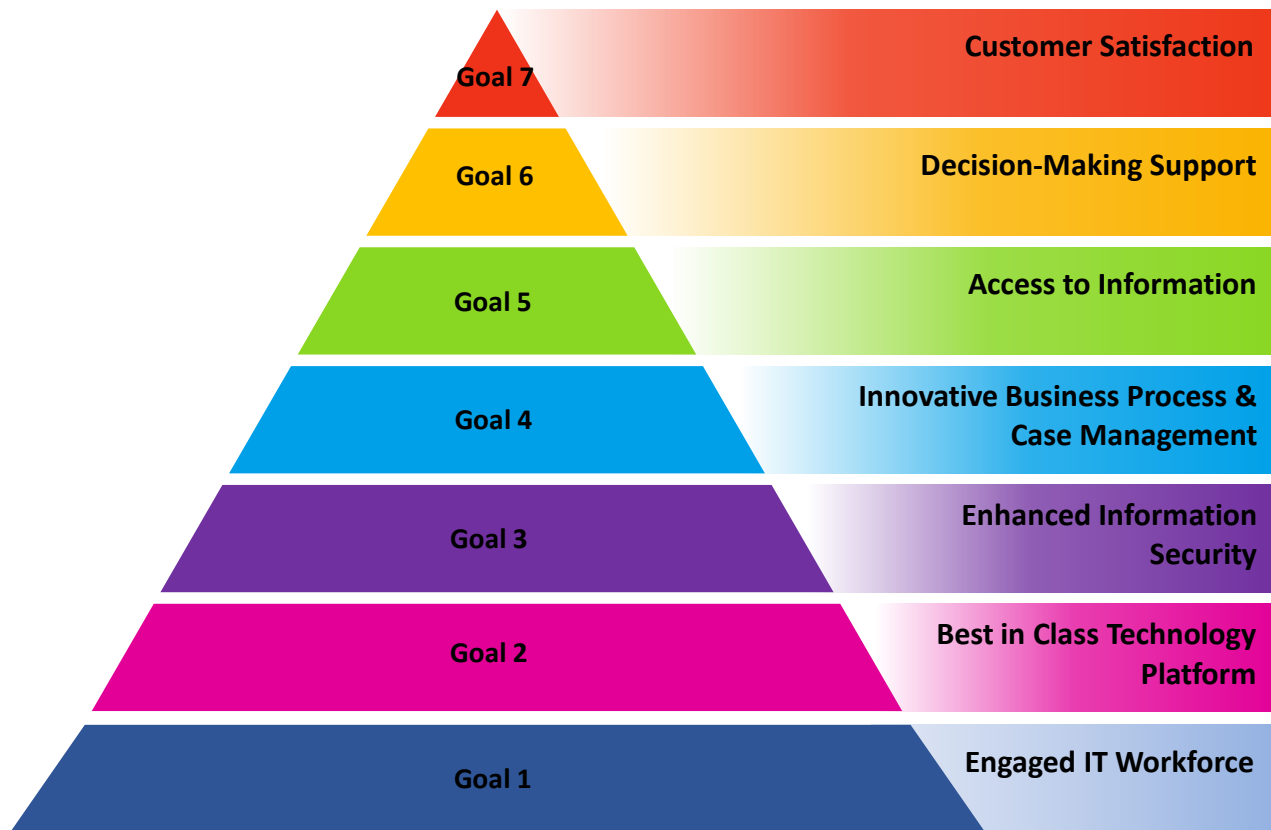 Goal 7
Customer Satisfaction
Goal 6
Decision-Making Support
Goal 5
Access to Information
Goal 4
Innovative Business Process &
Case Management
Goal 3
Enhanced Information
Security
Goal 2
Best in Class Technology
Platform
Goal 1
Engaged IT Workforce